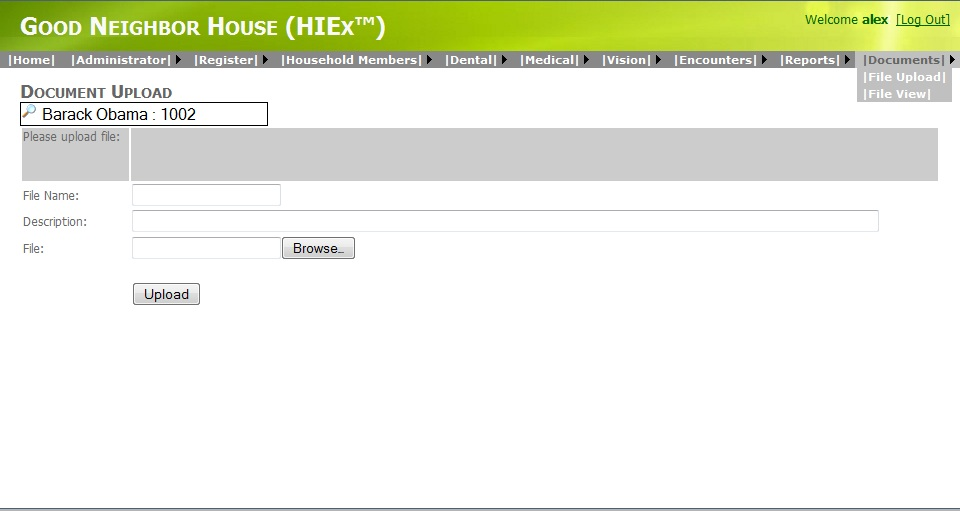 GOOD NEIGHBOR HOUSE (HIEX™)
Welcome alex [Log Out]
|Home| |Administrator| |Register| |Household Members| |Dental| |Medical| |Vision| |Encounters| |Reports| |Documents|
|File Upload|
|File View|
DOCUMENT UPLOAD
Barack Obama : 1002
Please upload file:
File Name:
Description:
File:
Browse...
Upload